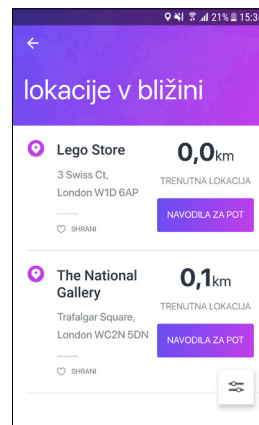 21% 15:3
lokacije v bližini
Lego Store
3 Swiss Ct,
London W1D 6AP
SHRANI
0,0km
TRENUTNA LOKACIJA
NAVODILA ZA POT
The National
Gallery
Trafalgar Square,
London WC2N 5DN
SHRANI
0,1km
TRENUTNA LOKACIJA
NAVODILA ZA POT